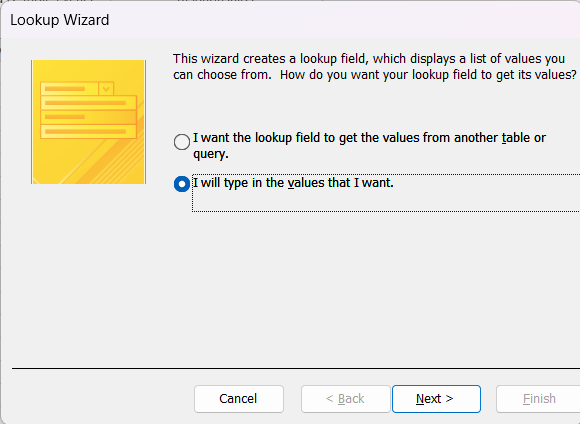 Lookup Wizard
This wizard creates a lookup field, which displays a list of values you
can choose from.  How do you want your lookup field to get its values?
I want the lookup field to get the values from another table or
query.
I will type in the values that I want.
Cancel
< Back
Next >
Finish